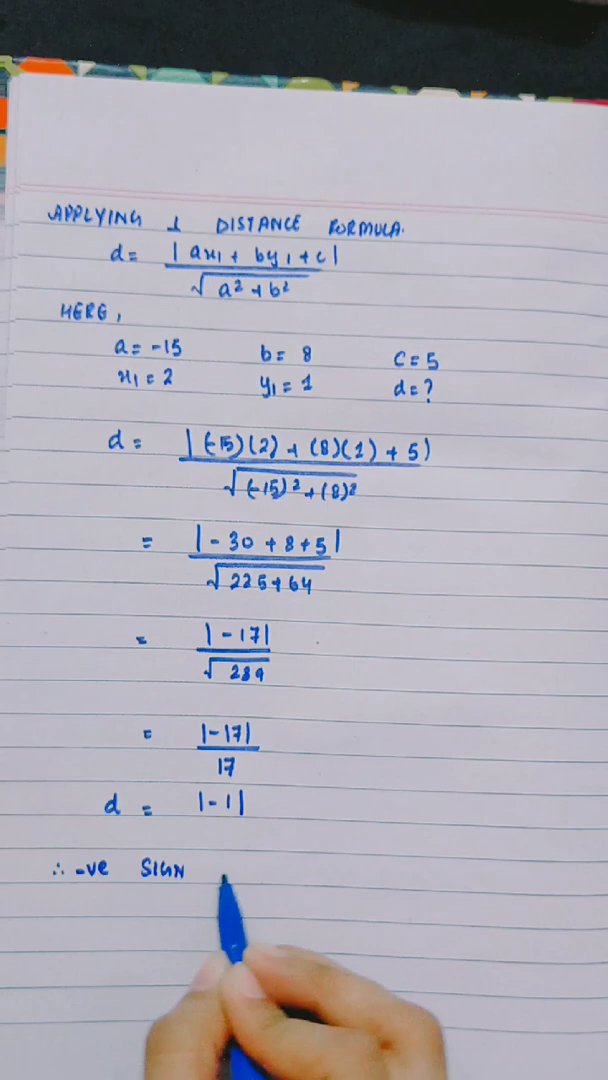 APPLYING ⊥ DISTANCE FORMULA.
d = |ax₁ + by₁ + c| / √a² + b²
HERE,
a = -15 b = 8 c = 5
x₁ = 2 y₁ = 1 d = ?
d = |(-15)(2) + (8)(1) + 5| / √(-15)² + (8)²
= |-30 + 8 + 5| / √225 + 64
= |-17| / √289
= |-17| / 17
d = |-1|
∴ -ve SIGN